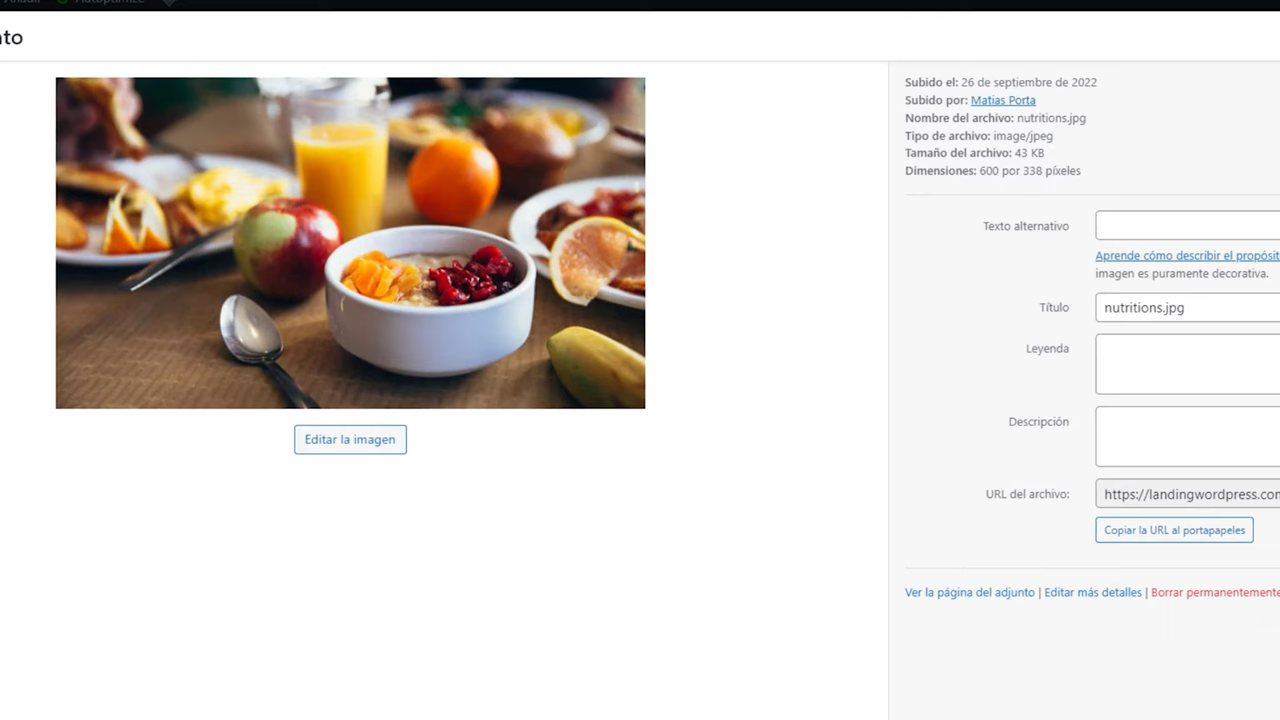 nto
Subido el: 26 de septiembre de 2022
Subido por: Matias Porta
Nombre del archivo: nutritions.jpg
Tipo de archivo: image/jpeg
Tamaño del archivo: 43 KB
Dimensiones: 600 por 338 píxeles
Texto alternativo
Aprende cómo describir el propósit
imagen es puramente decorativa.
Título
nutritions.jpg
Leyenda
Editar la imagen
Descripción
URL del archivo:
https://landingwordpress.con
Copiar la URL al portapapeles
Ver la página del adjunto | Editar más detalles | Borrar permanentemente